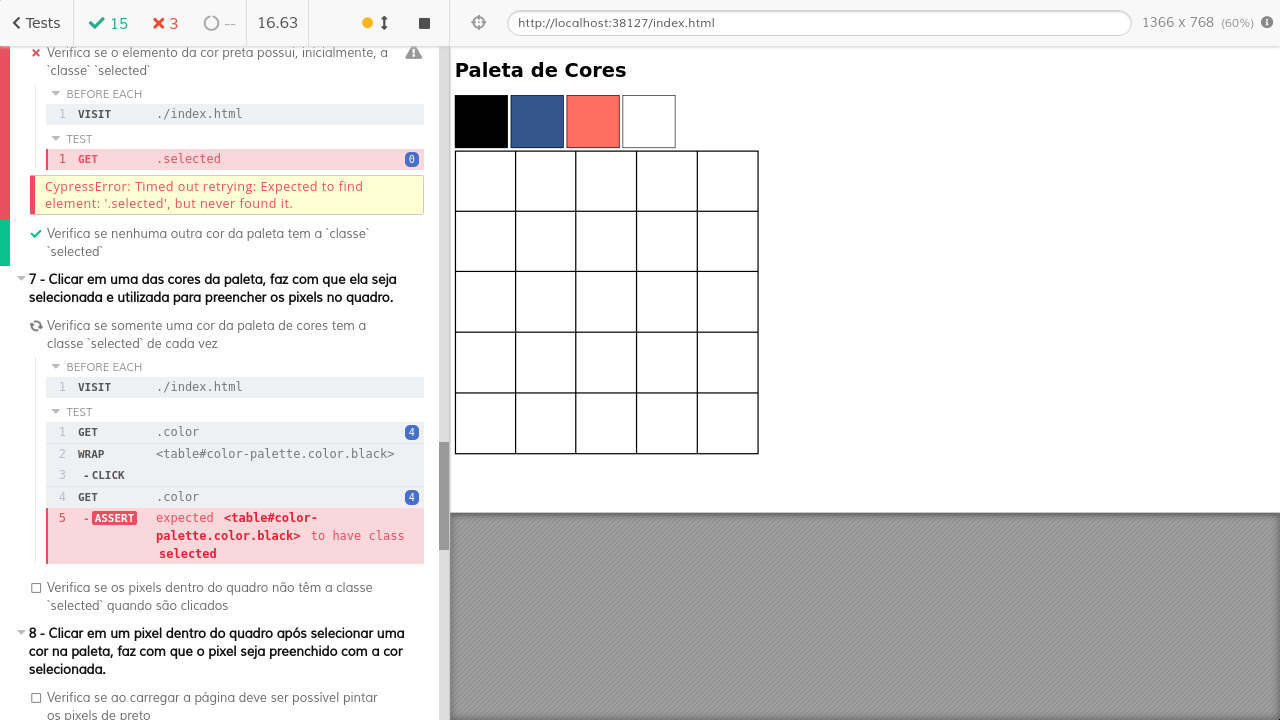 Tests
15
3
--
16.63
http://localhost:38127/index.html
1366 x 768 (60%)
Verifica se o elemento da cor preta possui, inicialmente, a
`classe` `selected`
BEFORE EACH
1 VISIT ./index.html
TEST
1 GET .selected 0
CypressError: Timed out retrying: Expected to find
element: '.selected', but never found it.
Verifica se nenhuma outra cor da paleta tem a `classe`
`selected`
7 - Clicar em uma das cores da paleta, faz com que ela seja
selecionada e utilizada para preencher os pixels no quadro.
Verifica se somente uma cor da paleta de cores tem a
classe `selected` de cada vez
BEFORE EACH
1 VISIT ./index.html
TEST
1 GET .color 4
2 WRAP <table#color-palette.color.black>
3 - CLICK
4 GET .color 4
5 - ASSERT expected <table#color-
palette.color.black> to have class
selected
Verifica se os pixels dentro do quadro não têm a classe
`selected` quando são clicados
8 - Clicar em um pixel dentro do quadro após selecionar uma
cor na paleta, faz com que o pixel seja preenchido com a cor
selecionada.
Verifica se ao carregar a página deve ser possível pintar
os pixels de preto
Paleta de Cores